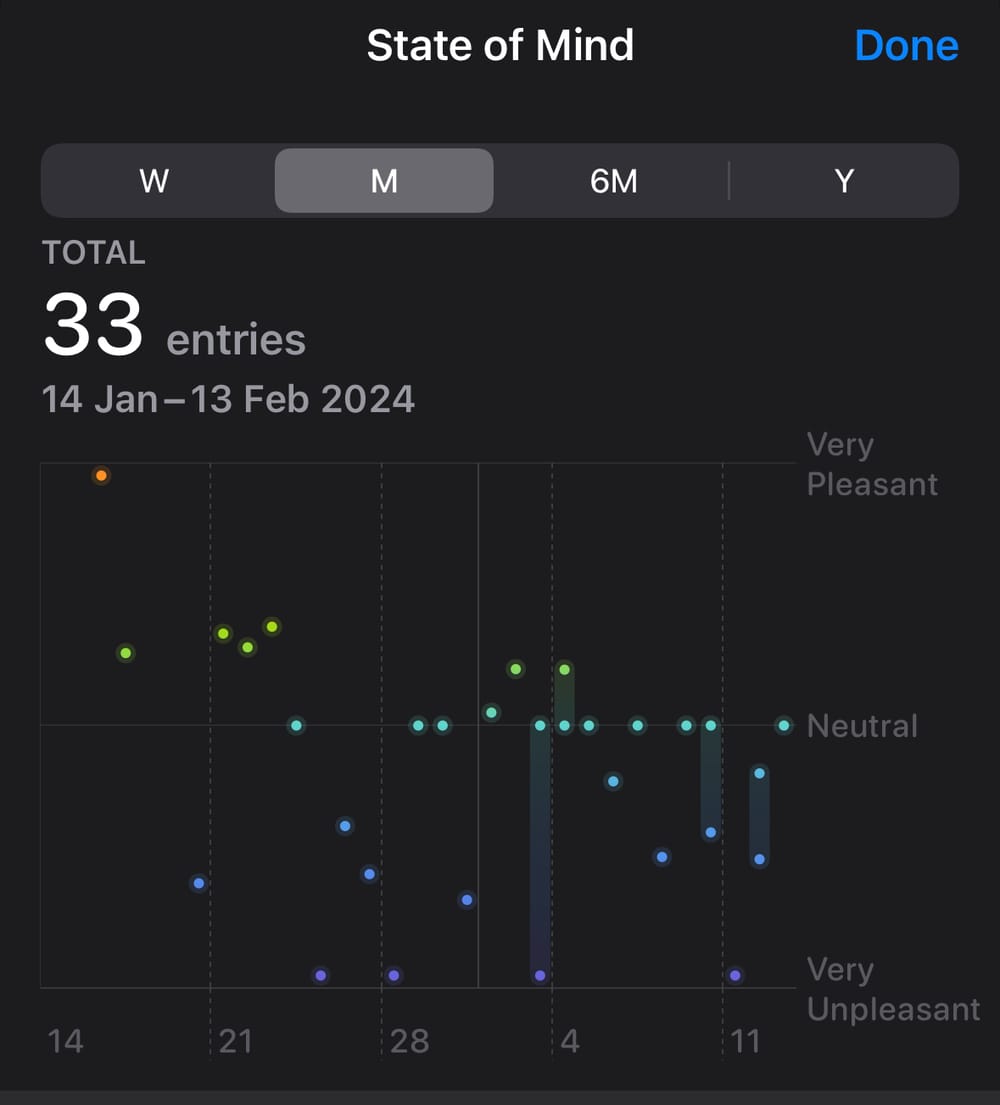 State of Mind
Done
W
M
6M
Y
TOTAL
33 entries
14 Jan–13 Feb 2024
Very
Pleasant
Neutral
Very
Unpleasant
14
21
28
4
11